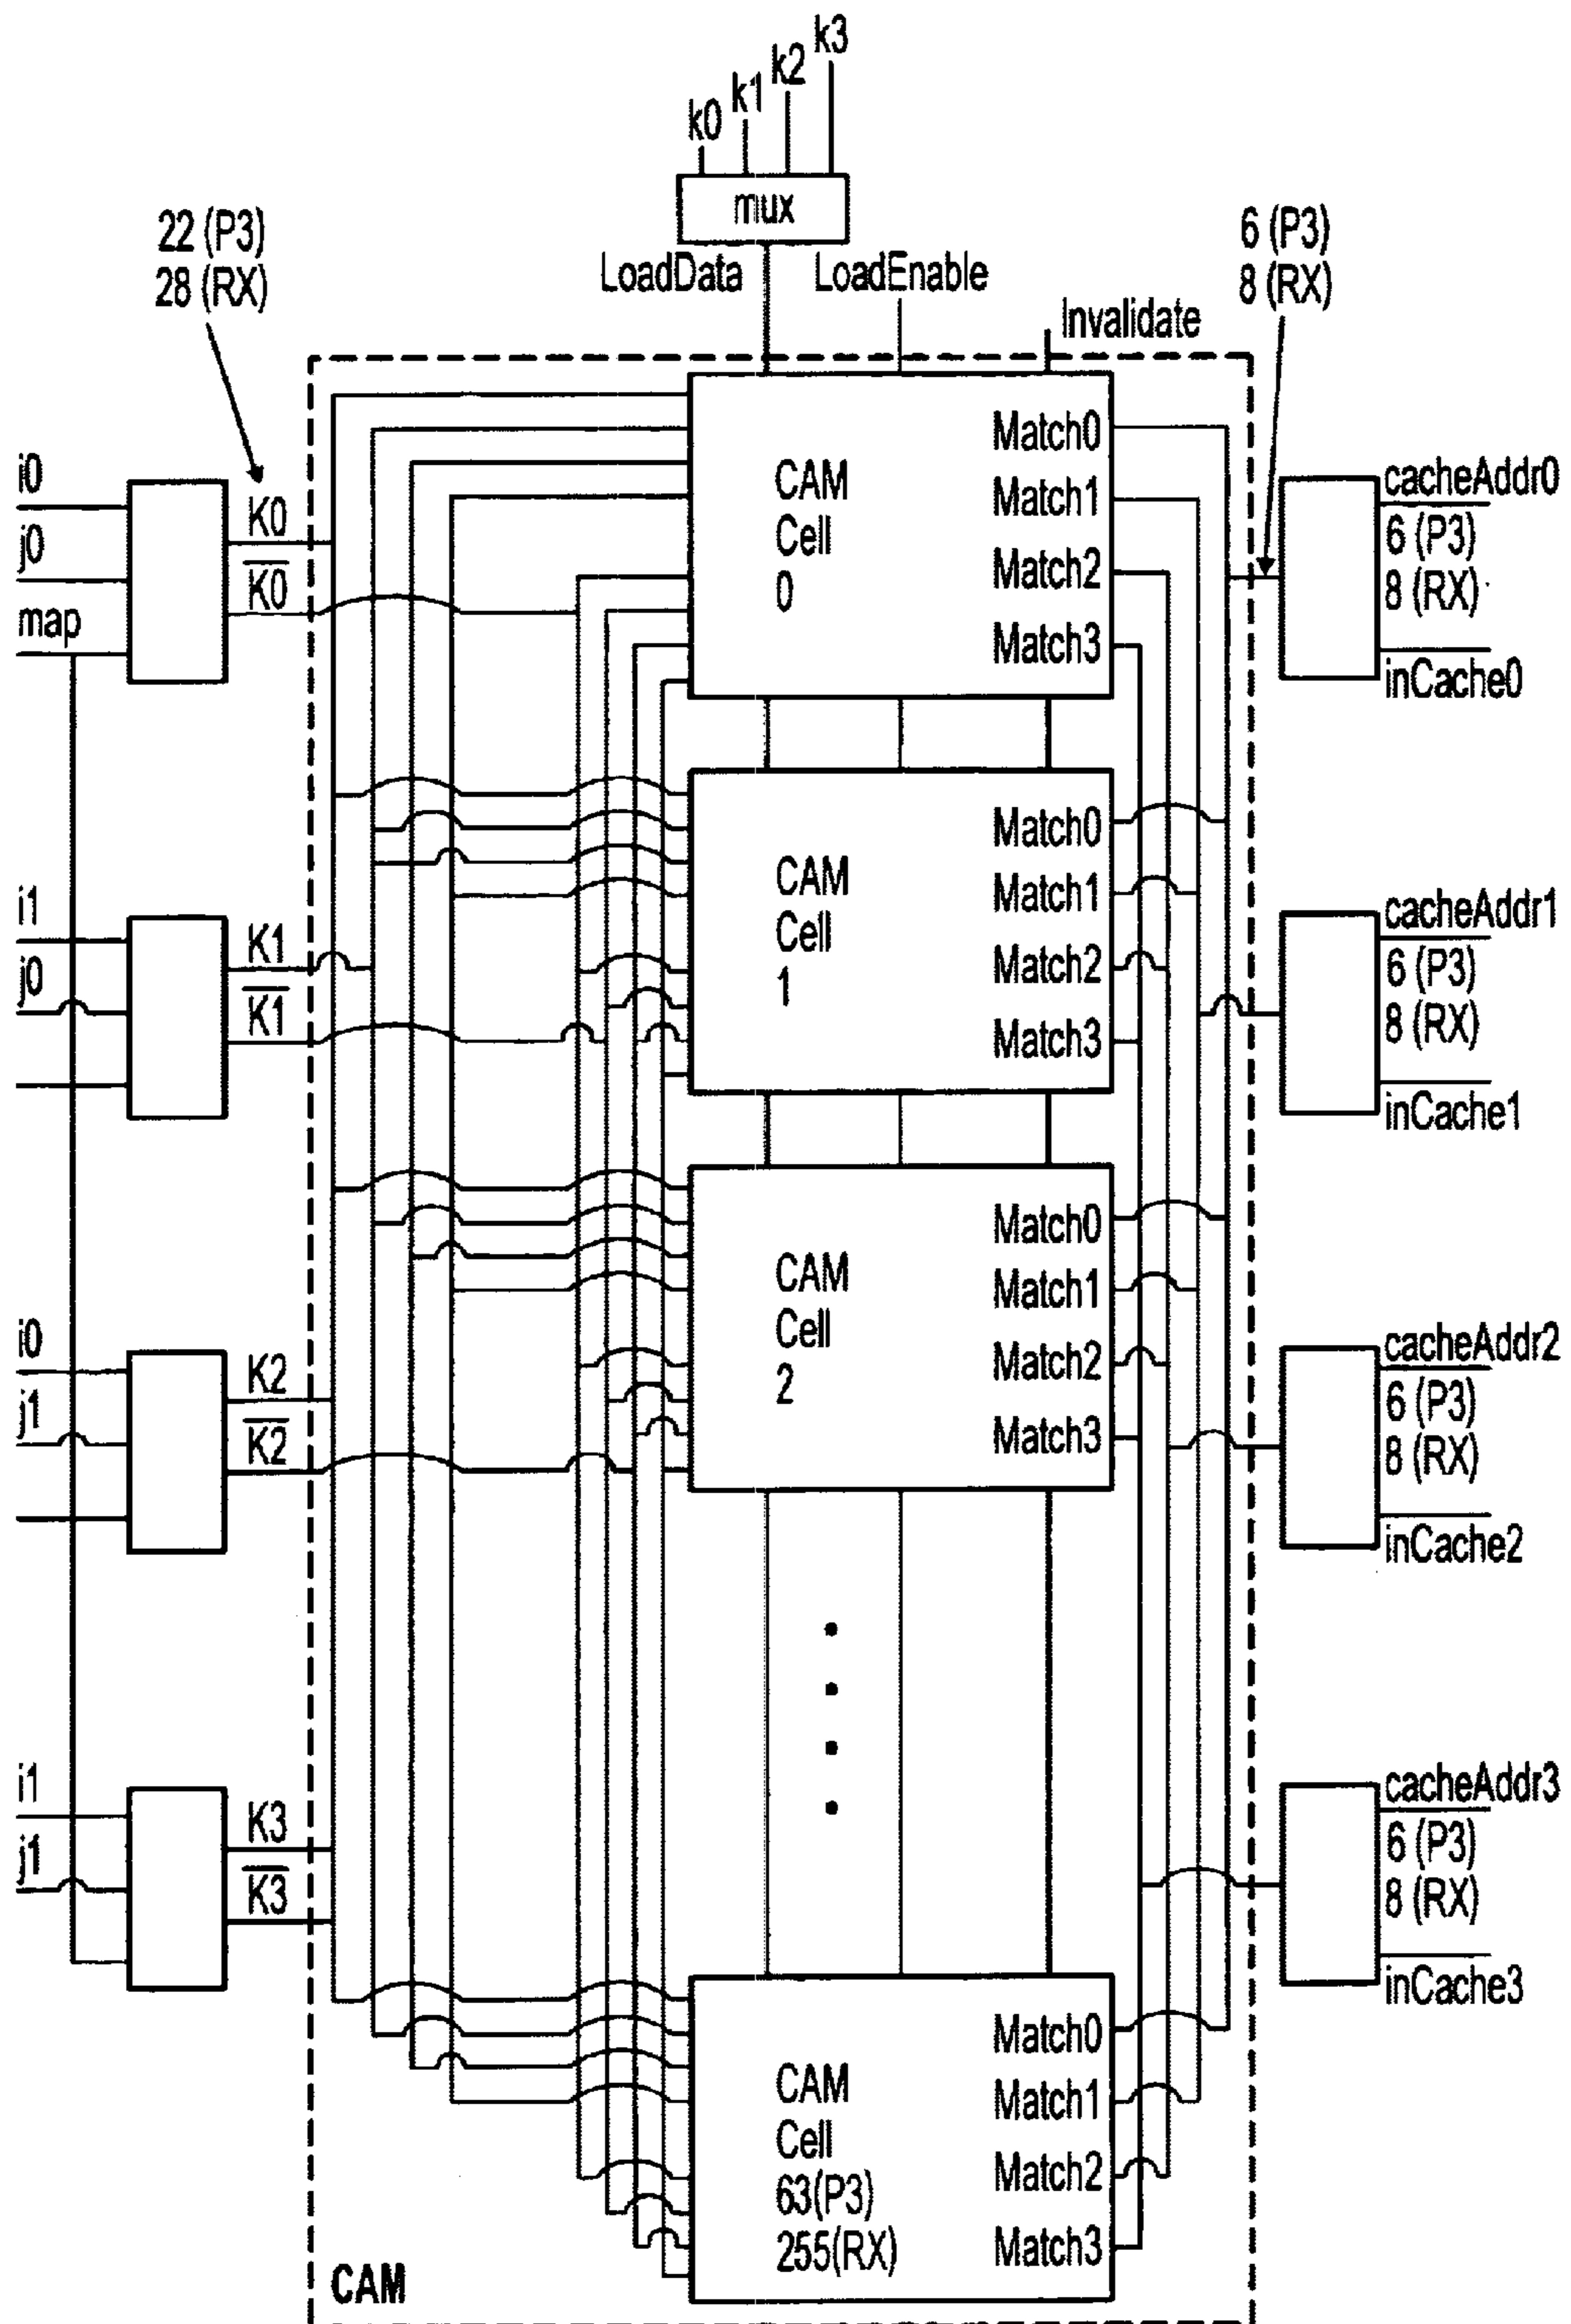 k0
k1
k2
k3
mux
22 (P3)
28 (RX)
LoadData
LoadEnable
Invalidate
6 (P3)
8 (RX)
i0
j0
map
K0
K̅0̅
CAM
Cell
0
Match0
Match1
Match2
Match3
cacheAddr0
6 (P3)
8 (RX)
inCache0
i1
j0
K1
K̅1̅
CAM
Cell
1
Match0
Match1
Match2
Match3
cacheAddr1
6 (P3)
8 (RX)
inCache1
i0
j1
K2
K̅2̅
CAM
Cell
2
Match0
Match1
Match2
Match3
cacheAddr2
6 (P3)
8 (RX)
inCache2
i1
j1
K3
K̅3̅
cacheAddr3
6 (P3)
8 (RX)
inCache3
CAM
Cell
63(P3)
255(RX)
Match0
Match1
Match2
Match3
CAM